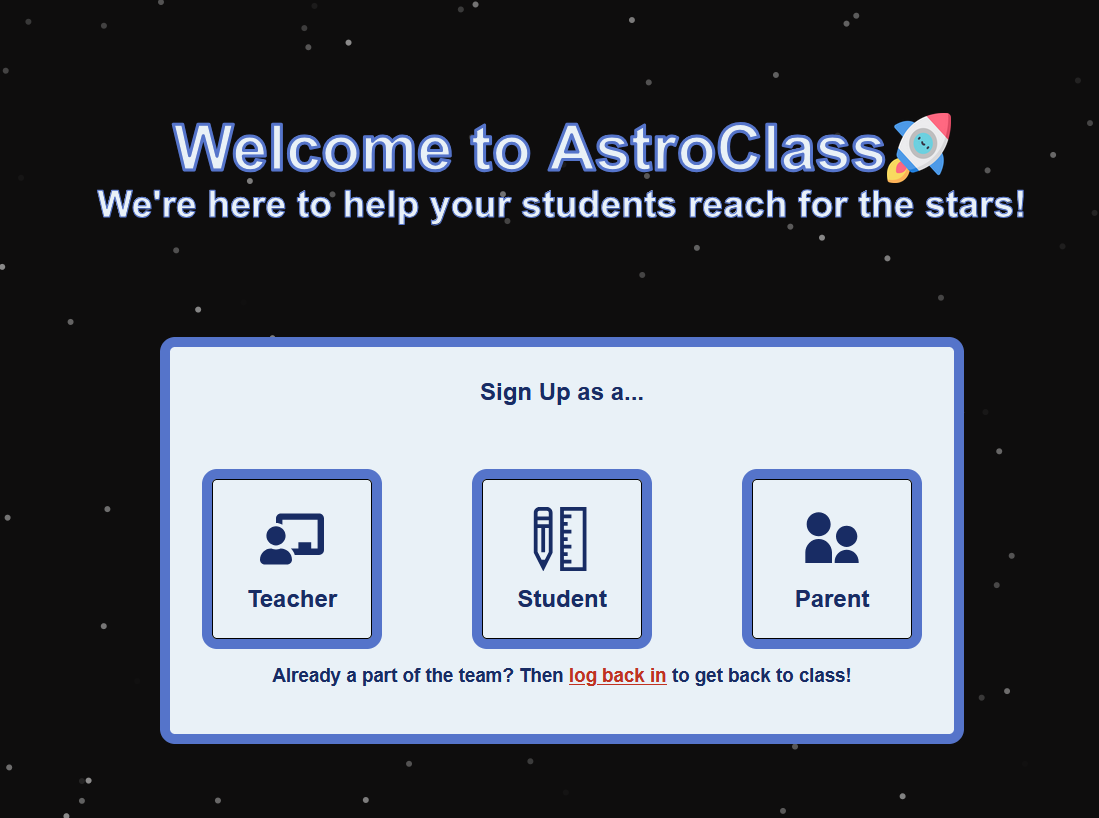 Welcome to AstroClass
We're here to help your students reach for the stars!
Sign Up as a...
Teacher
Student
Parent
Already a part of the team? Then log back in to get back to class!